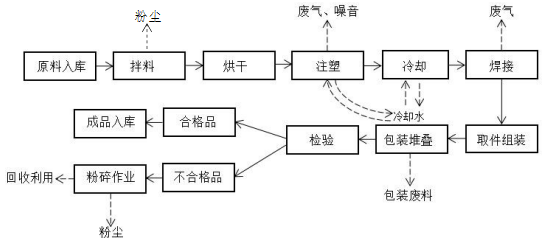 粉尘
废气、噪音
废气
原料入库
拌料
烘干
注塑
冷却
焊接
冷却水
成品入库
合格品
检验
包装堆叠
取件组装
回收利用
粉碎作业
不合格品
包装废料
粉尘